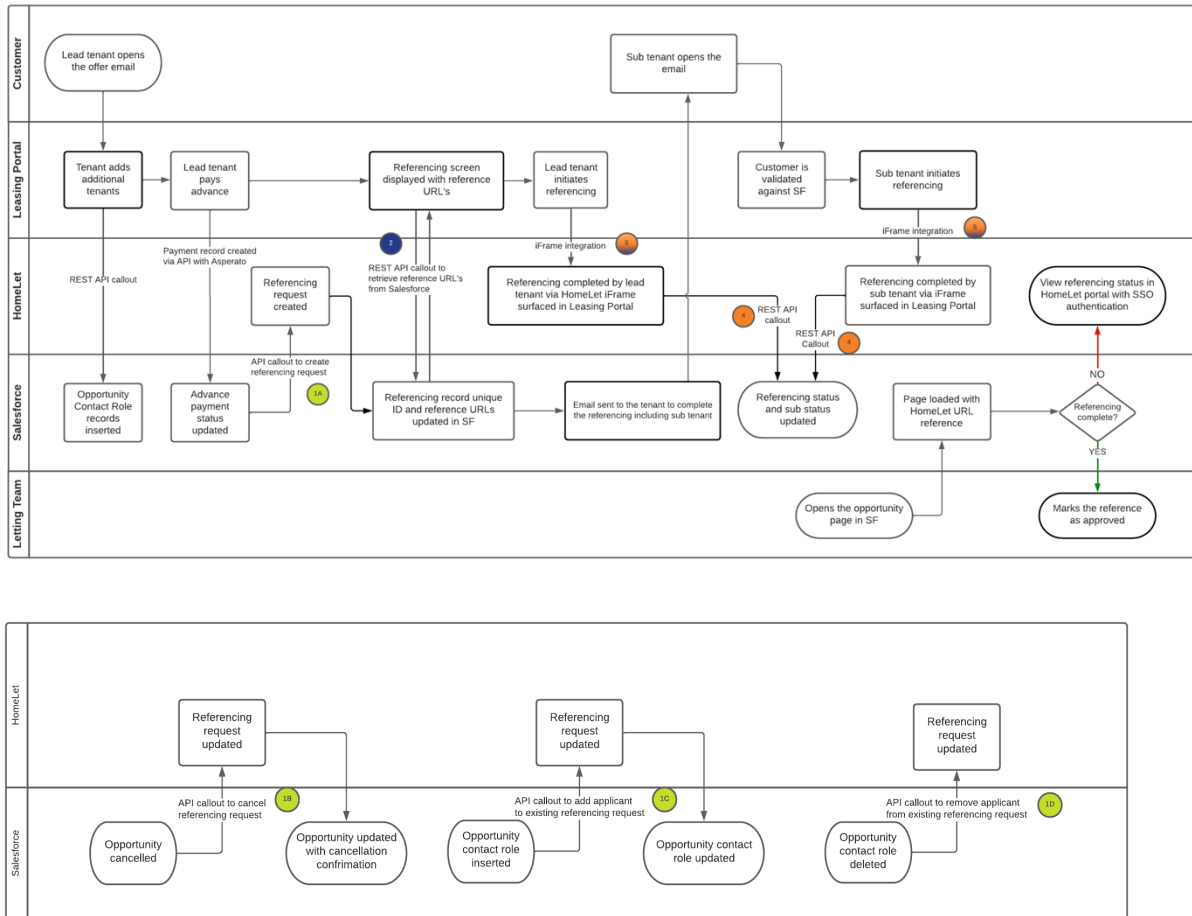 Customer
Lead tenant opens
the offer email
Sub tenant opens the
email
Leasing Portal
Tenant adds
additional
tenants
Lead tenant
pays
advance
Referencing screen
displayed with reference
URL's
Lead tenant
initiates
referencing
Customer is
validated
against SF
Sub tenant initiates
referencing
HomeLet
REST API callout
Payment record created
via API with Asperato
Referencing
request
created
2
REST API callout to
retrieve reference URL's
from Salesforce
iFrame integration
5
Referencing completed by lead
tenant via HomeLet iFrame
surfaced in Leasing Portal
4
REST API
callout
iFrame integration
5
Referencing completed by
sub tenant via iFrame
surfaced in Leasing Portal
REST API
Callout
4
View referencing status in
HomeLet portal with SSO
authentication
Salesforce
Opportunity
Contact Role
records
inserted
Advance
payment
status
updated
API callout to create
referencing request
1A
Referencing record unique
ID and reference URLs
updated in SF
Email sent to the tenant to complete
the referencing including sub tenant
Referencing status
and sub status
updated
Page loaded with
HomeLet URL
reference
NO
Referencing
complete?
YES
Letting Team
Opens the opportunity
page in SF
Marks the reference
as approved
HomeLet
Referencing
request
updated
Referencing
request
updated
Referencing
request
updated
Salesforce
API callout to cancel
referencing request
1B
Opportunity
cancelled
Opportunity updated
with cancellation
confrimation
API callout to add applicant
to existing referencing request
1C
Opportunity
contact role
inserted
Opportunity contact
role updated
API callout to remove applicant
from existing referencing request
1D
Opportunity
contact role
deleted